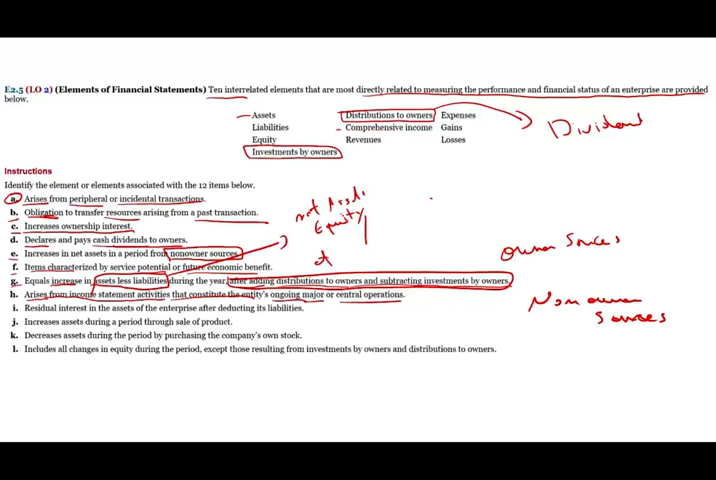 E2.5 (LO 2) (Elements of Financial Statements) Ten interrelated elements that are most directly related to measuring the performance and financial status of an enterprise are provided
below.
Assets Distributions to owners Expenses
Liabilities Comprehensive income Gains
Equity Revenues Losses
Investments by owners
Dividend
Instructions
Identify the element or elements associated with the 12 items below.
a. Arises from peripheral or incidental transactions.
b. Obligation to transfer resources arising from a past transaction.
c. Increases ownership interest.
d. Declares and pays cash dividends to owners.
e. Increases in net assets in a period from nonowner sources.
f. Items characterized by service potential or future economic benefit.
g. Equals increase in assets less liabilities during the year, after adding distributions to owners and subtracting investments by owners.
h. Arises from income statement activities that constitute the entity's ongoing major or central operations.
i. Residual interest in the assets of the enterprise after deducting its liabilities.
j. Increases assets during a period through sale of product.
k. Decreases assets during the period by purchasing the company's own stock.
l. Includes all changes in equity during the period, except those resulting from investments by owners and distributions to owners.
net Assets
Equity
Owner Sources
Non owner
Sources